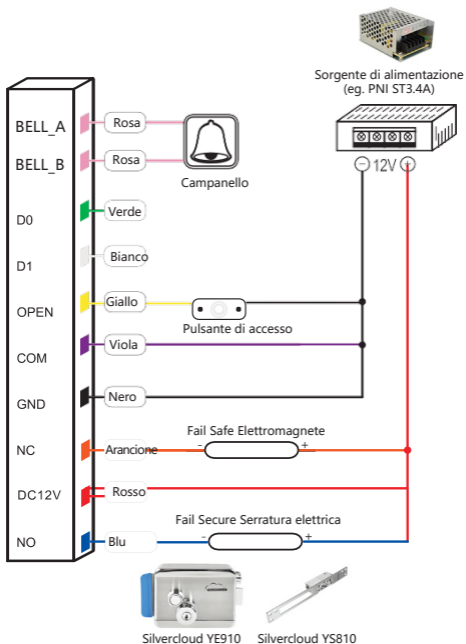 Sorgente di alimentazione
(eg. PNI ST3.4A)
12V
BELL_A
Rosa
BELL_B
Rosa
Campanello
D0
Verde
D1
Bianco
OPEN
Giallo
Pulsante di accesso
COM
Viola
GND
Nero
Fail Safe Elettromagnete
NC
Arancione
- +
DC12V
Rosso
Fail Secure Serratura elettrica
NO
Blu
- +
Silvercloud YE910 Silvercloud YS810